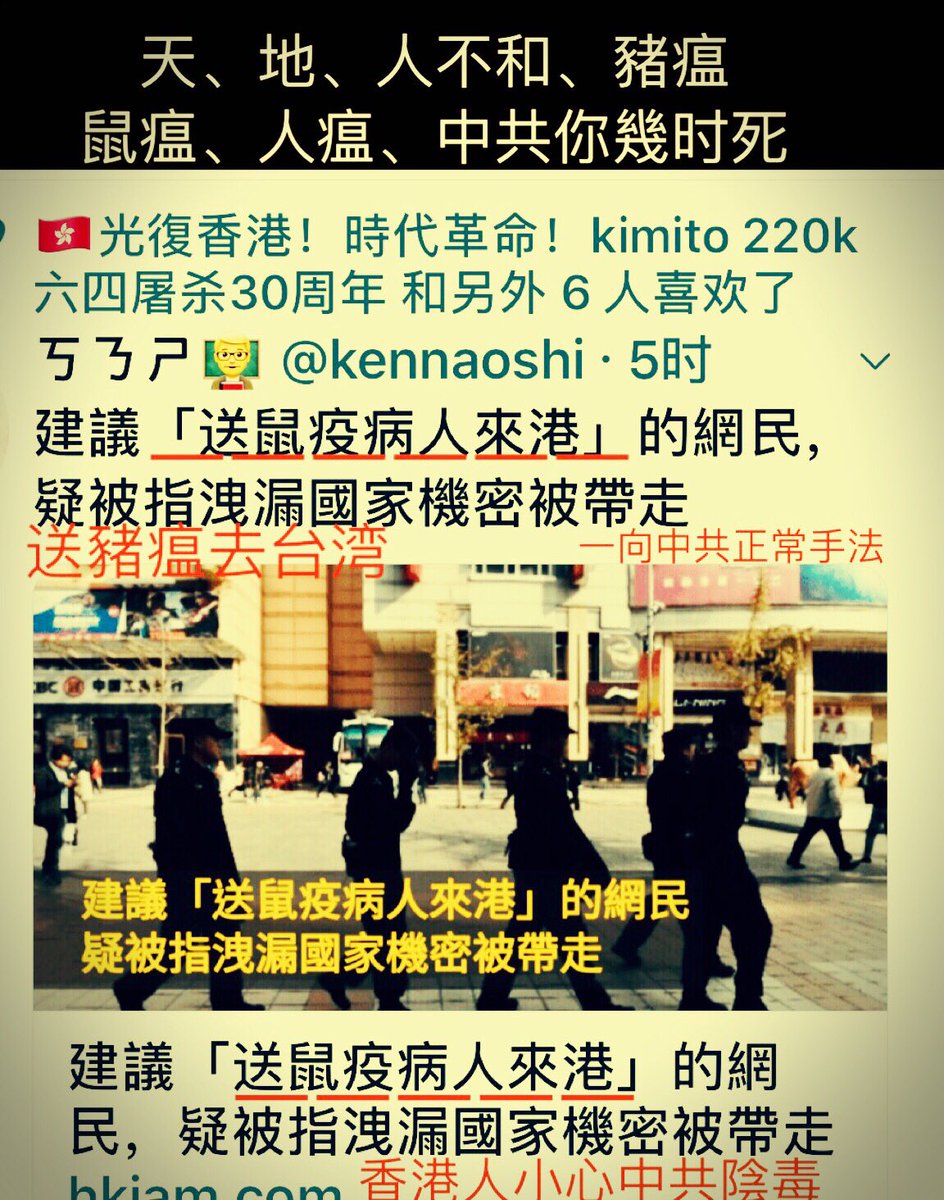 天、地、人不和、豬瘟
鼠瘟、人瘟、中共你幾时死
光復香港！時代革命！kimito 220k
六四屠杀30周年 和另外 6 人喜欢了
ㄎㄋㄕ @kennaoshi · 5时
建議「送鼠疫病人來港」的網民，
疑被指洩漏國家機密被帶走
送豬瘟去台湾
一向中共正常手法
中国工商银行
建議「送鼠疫病人來港」的網民
疑被指洩漏國家機密被帶走
建議「送鼠疫病人來港」的網
民，疑被指洩漏國家機密被帶走
hkjam.com
香港人小心中共陰毒